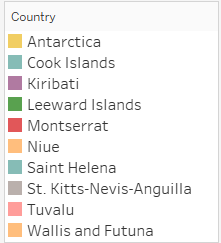 Country
Antarctica
Cook Islands
Kiribati
Leeward Islands
Montserrat
Niue
Saint Helena
St. Kitts-Nevis-Anguilla
Tuvalu
Wallis and Futuna